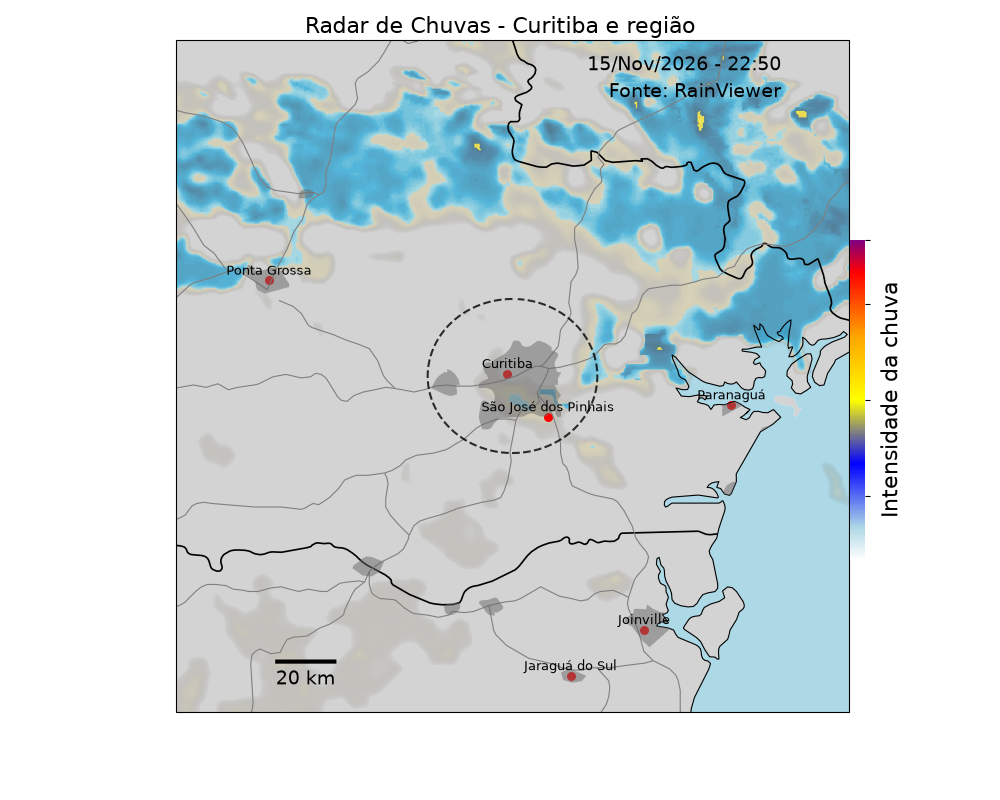 Radar de Chuvas - Curitiba e região
15/Nov/2026 - 22:50
Fonte: RainViewer
Ponta Grossa
Curitiba
Paranaguá
São José dos Pinhais
Intensidade da chuva
Joinville
Jaraguá do Sul
20 km